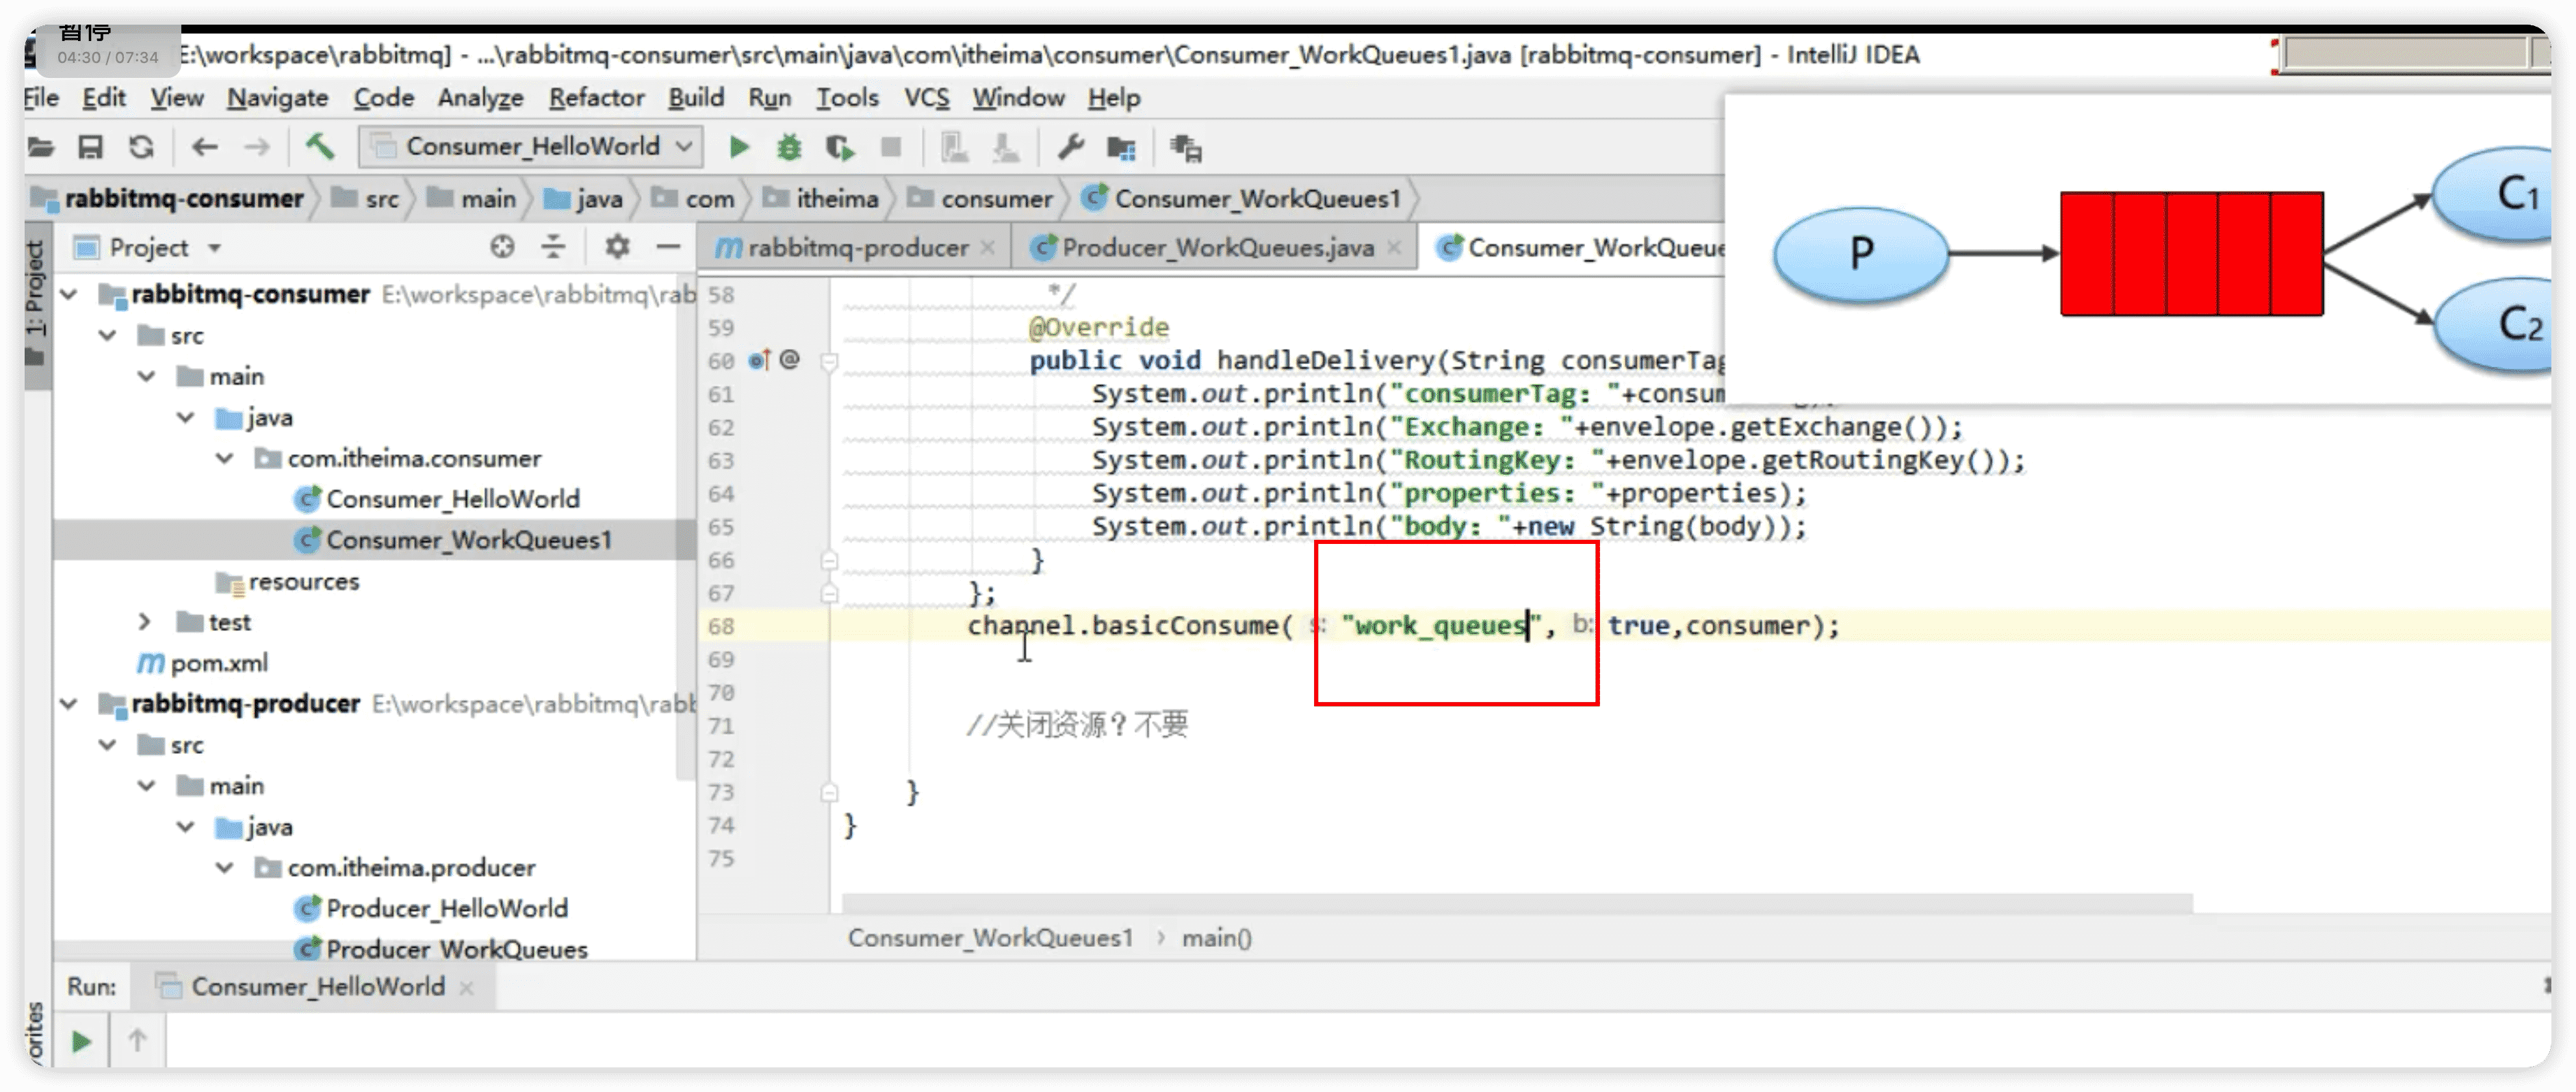 暂停
04:30 / 07:34
E:\workspace\rabbitmq] - ...\rabbitmq-consumer\src\main\java\com\itheima\consumer\Consumer_WorkQueues1.java [rabbitmq-consumer] - IntelliJ IDEA
File Edit View Navigate Code Analyze Refactor Build Run Tools VCS Window Help
Consumer_HelloWorld
rabbitmq-consumer src main java com itheima consumer Consumer_WorkQueues1
P
C1
C2
1: Project
Project
rabbitmq-consumer E:\workspace\rabbitmq\rab
src
main
java
com.itheima.consumer
Consumer_HelloWorld
Consumer_WorkQueues1
resources
test
pom.xml
rabbitmq-producer E:\workspace\rabbitmq\rabb
src
main
java
com.itheima.producer
Producer_HelloWorld
Producer_WorkQueues
rabbitmq-producer Producer_WorkQueues.java Consumer_WorkQueue
58 */
59 @Override
60 public void handleDelivery(String consumerTag
61 System.out.println("consumerTag: "+consum
62 System.out.println("Exchange: "+envelope.getExchange());
63 System.out.println("RoutingKey: "+envelope.getRoutingKey());
64 System.out.println("properties: "+properties);
65 System.out.println("body: "+new String(body));
66 }
67 };
68 channel.basicConsume( s: "work_queues", b: true,consumer);
69
70
71 //关闭资源？不要
72
73 }
74 }
75
Consumer_WorkQueues1 › main()
Run: Consumer_HelloWorld